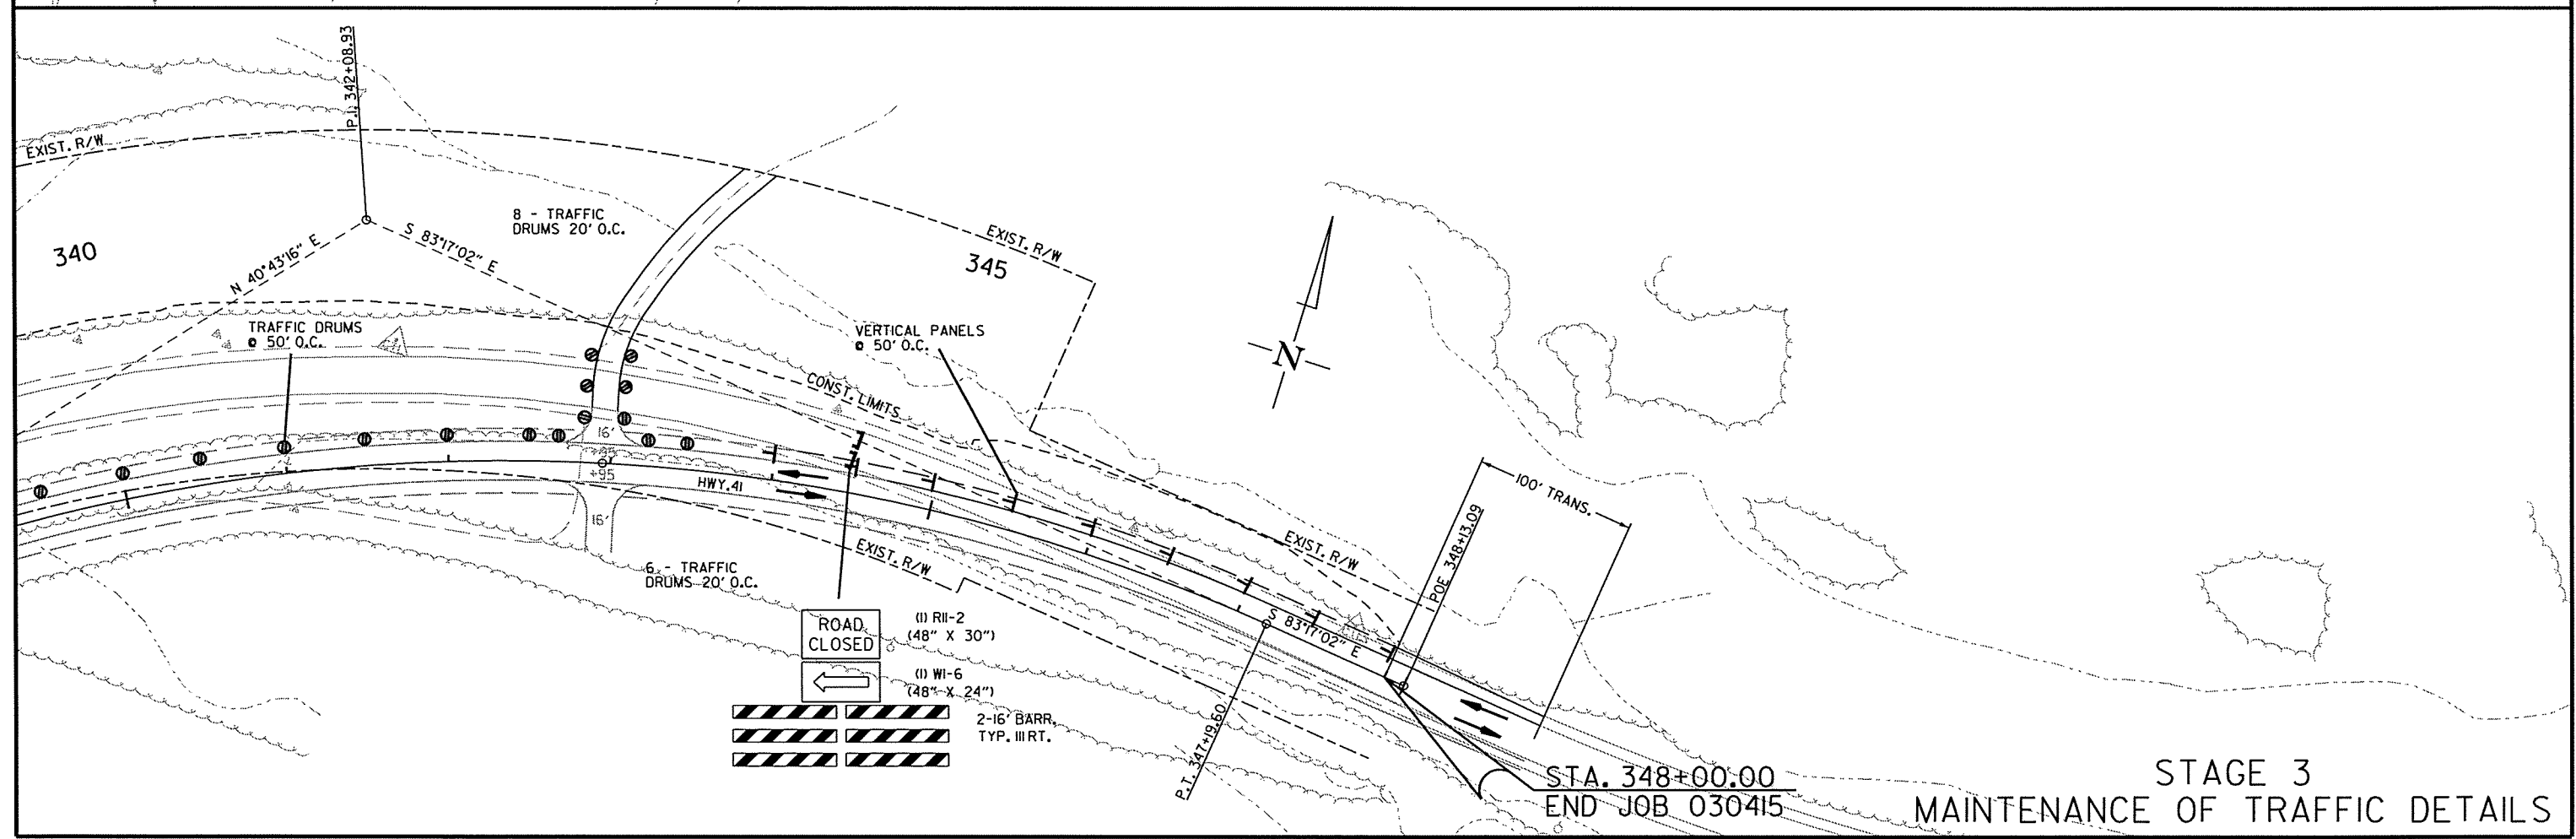 P.I. 342+08.93
EXIST. R/W
340
N 40°43'16" E
S 83°17'02" E
8 - TRAFFIC
DRUMS 20' O.C.
EXIST. R/W
345
TRAFFIC DRUMS
@ 50' O.C.
VERTICAL PANELS
@ 50' O.C.
CONST. LIMITS
N
16'
+95
HWY. 41
16'
EXIST. R/W
6 - TRAFFIC
DRUMS 20' O.C.
EXIST. R/W
100' TRANS.
POE 348+13.09
S 83°17'02" E
P.T. 347+19.60
ROAD
CLOSED
(1) R11-2
(48" X 30")
(1) W1-6
(48" X 24")
2-16' BARR.
TYP. III RT.
STA. 348+00.00
END JOB 030415
STAGE 3
MAINTENANCE OF TRAFFIC DETAILS